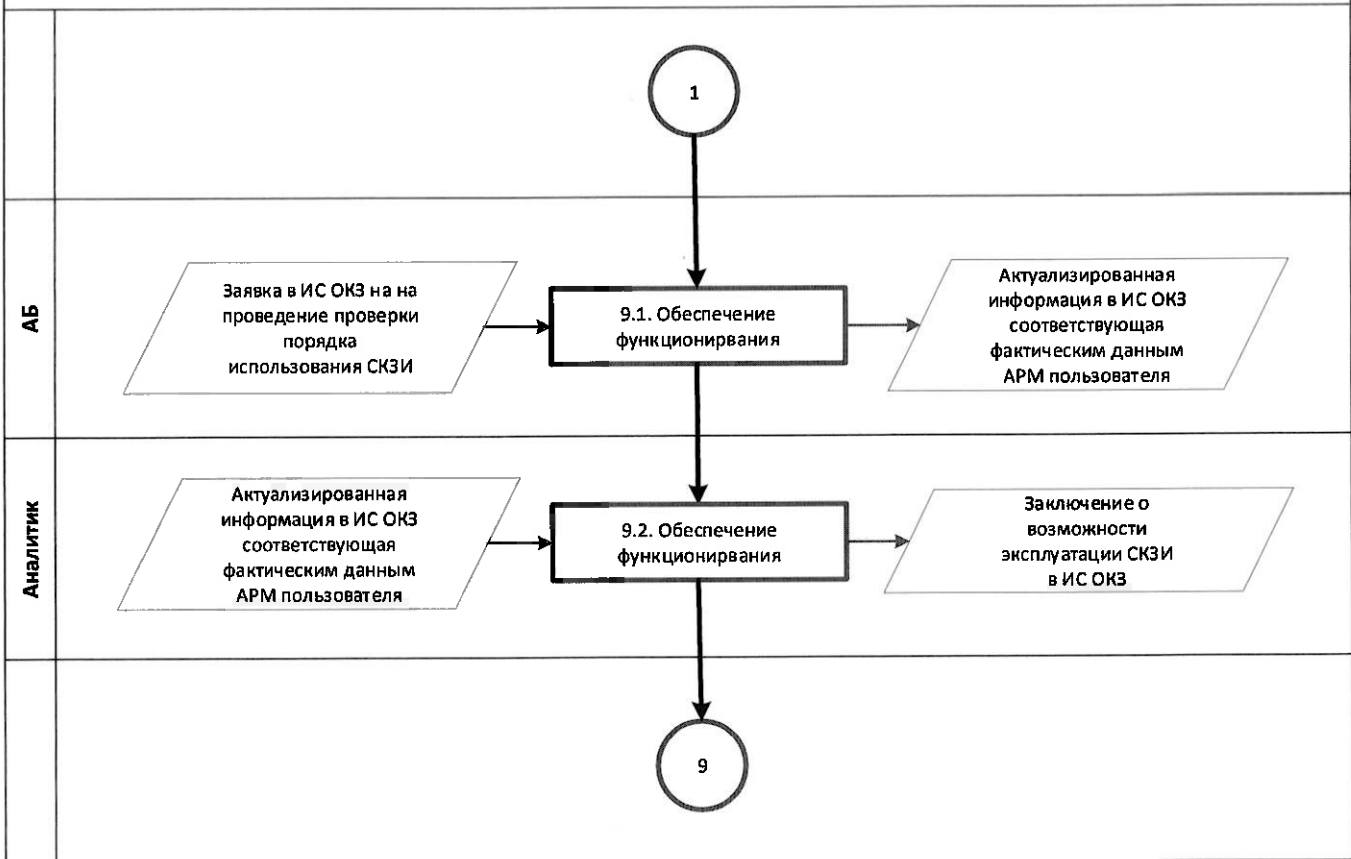 1
АБ
Заявка в ИС ОКЗ на на
проведение проверки
порядка
использования СКЗИ
9.1. Обеспечение
функционирвания
Актуализированная
информация в ИС ОКЗ
соответствующая
фактическим данным
АРМ пользователя
Аналитик
Актуализированная
информация в ИС ОКЗ
соответствующая
фактическим данным
АРМ пользователя
9.2. Обеспечение
функционирвания
Заключение о
возможности
эксплуатации СКЗИ
в ИС ОКЗ
9